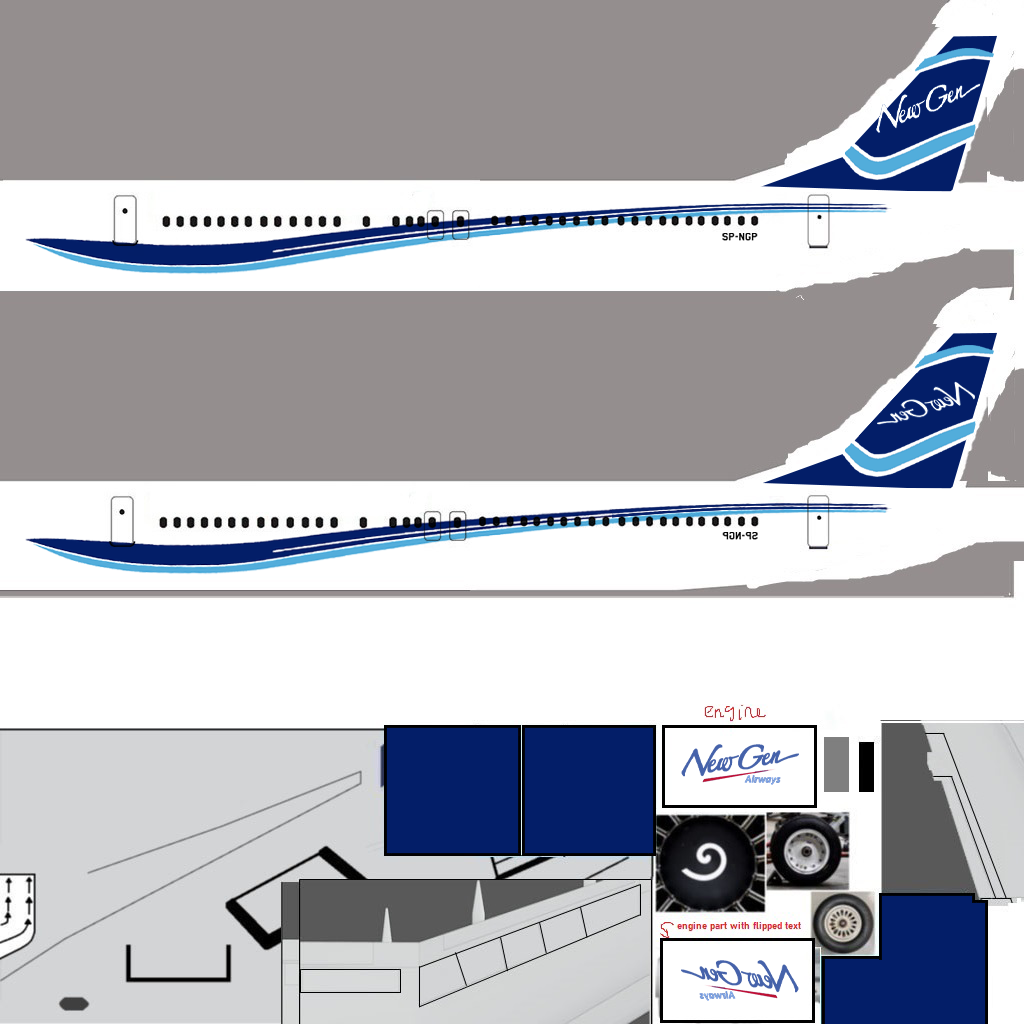 New Gen
SP-NGP
New Gen
SP-NGP
engine
New Gen
Airways
engine part with flipped text
New Gen
Airways